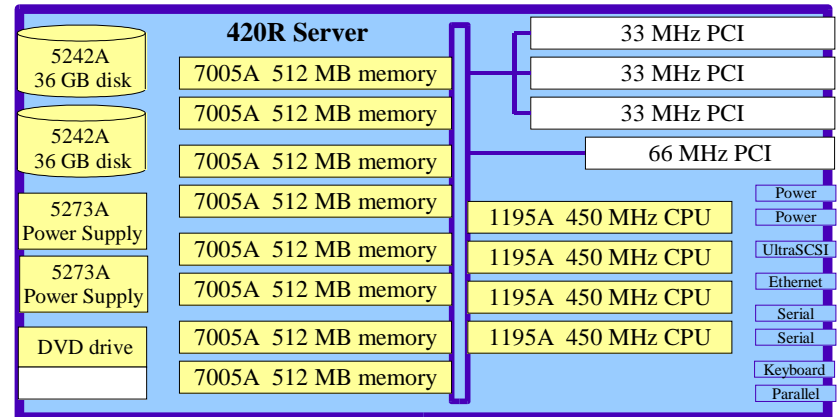 420R Server
5242A
36 GB disk
5242A
36 GB disk
5273A
Power Supply
5273A
Power Supply
DVD drive
7005A 512 MB memory
7005A 512 MB memory
7005A 512 MB memory
7005A 512 MB memory
7005A 512 MB memory
7005A 512 MB memory
7005A 512 MB memory
7005A 512 MB memory
33 MHz PCI
33 MHz PCI
33 MHz PCI
66 MHz PCI
1195A 450 MHz CPU
1195A 450 MHz CPU
1195A 450 MHz CPU
1195A 450 MHz CPU
Power
Power
UltraSCSI
Ethernet
Serial
Serial
Keyboard
Parallel